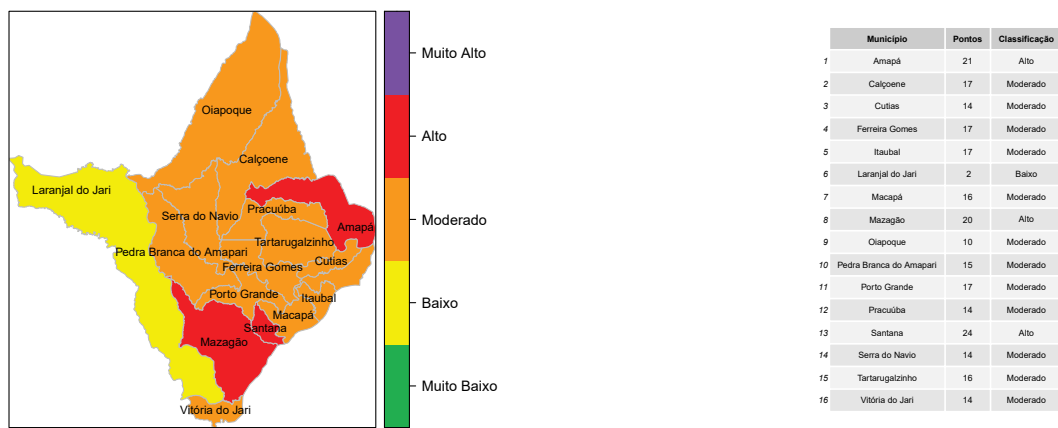 Oiapoque
Calçoene
Laranjal do Jari
Serra do Navio
Pracuúba
Amapá
Tartarugalzinho
Pedra Branca do Amapari
Cutias
Ferreira Gomes
Porto Grande
Itaubal
Macapá
Santana
Mazagão
Vitória do Jari
Muito Alto
Alto
Moderado
Baixo
Muito Baixo
Município Pontos Classificação
1 Amapá 21 Alto
2 Calçoene 17 Moderado
3 Cutias 14 Moderado
4 Ferreira Gomes 17 Moderado
5 Itaubal 17 Moderado
6 Laranjal do Jari 2 Baixo
7 Macapá 16 Moderado
8 Mazagão 20 Alto
9 Oiapoque 10 Moderado
10 Pedra Branca do Amapari 15 Moderado
11 Porto Grande 17 Moderado
12 Pracuúba 14 Moderado
13 Santana 24 Alto
14 Serra do Navio 14 Moderado
15 Tartarugalzinho 16 Moderado
16 Vitória do Jari 14 Moderado